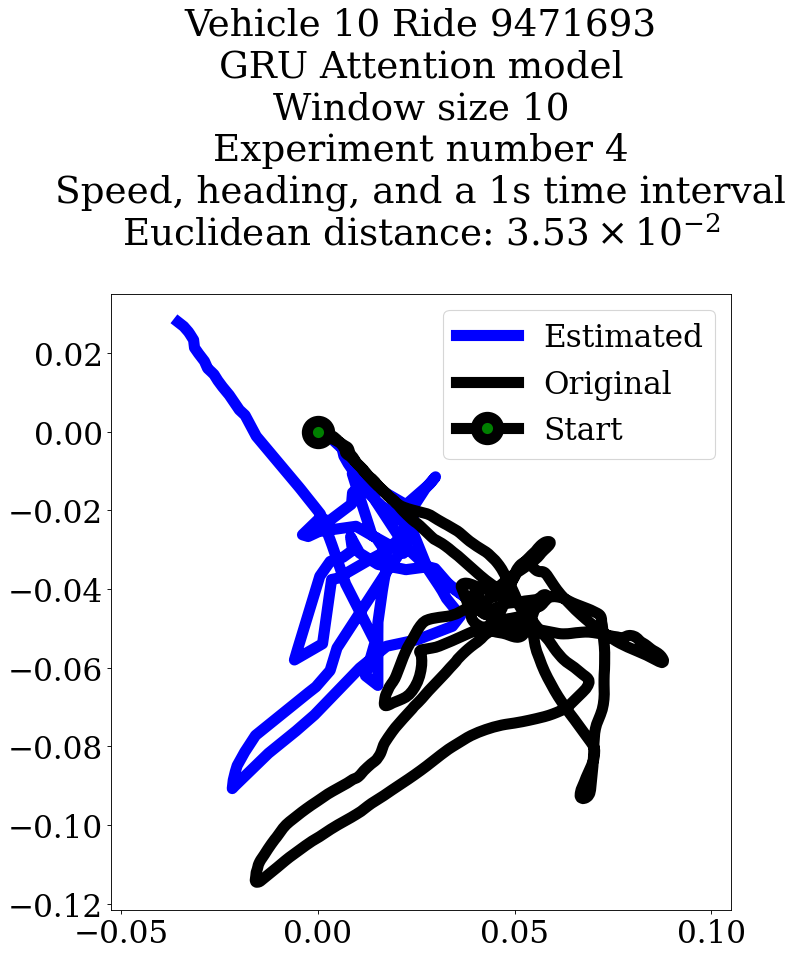 Vehicle 10 Ride 9471693
GRU Attention model
Window size 10
Experiment number 4
Speed, heading, and a 1s time interval
Euclidean distance: 3.53 × 10⁻²
Estimated
Original
Start
0.02
0.00
−0.02
−0.04
−0.06
−0.08
−0.10
−0.12
−0.05 0.00 0.05 0.10